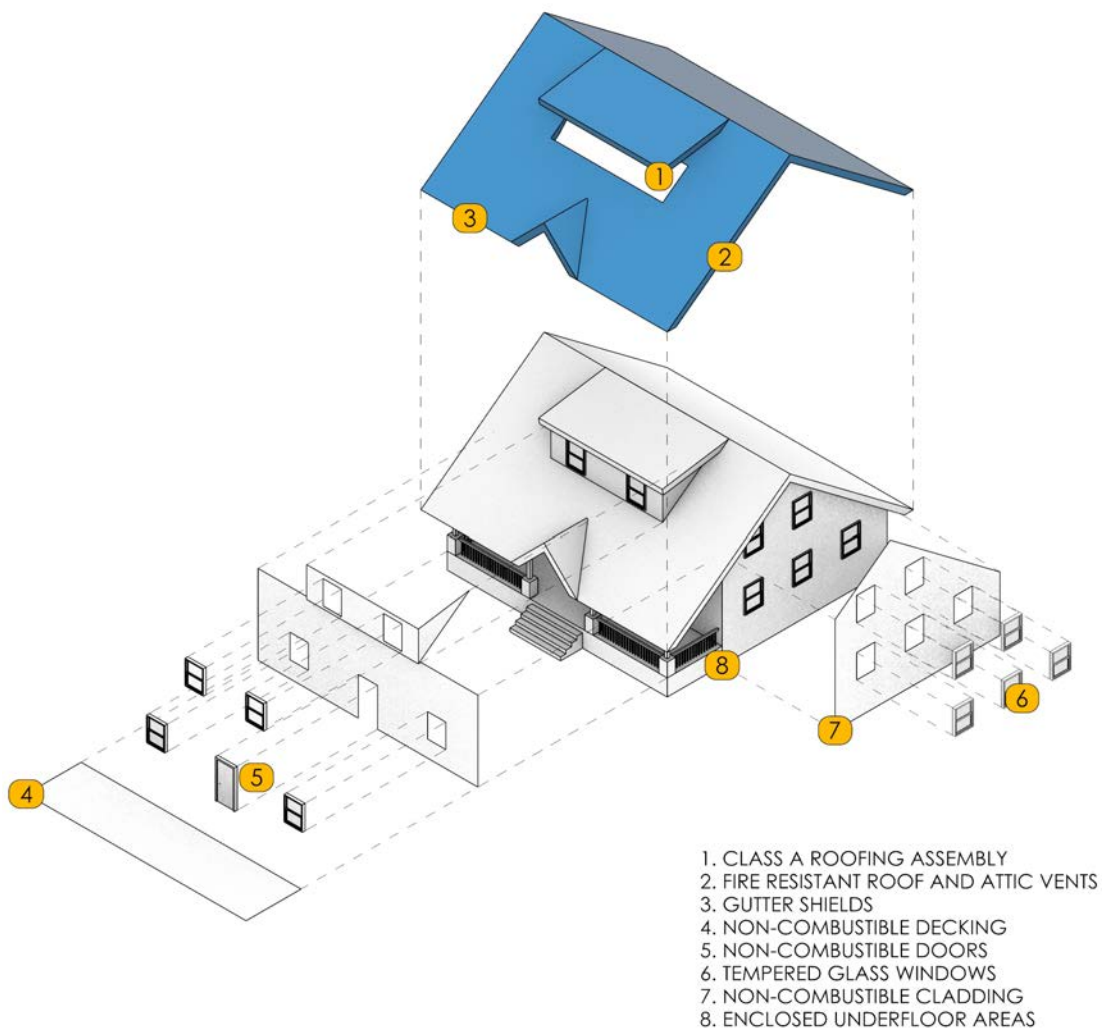 1
3
2
8
6
7
5
4
1. CLASS A ROOFING ASSEMBLY
2. FIRE RESISTANT ROOF AND ATTIC VENTS
3. GUTTER SHIELDS
4. NON-COMBUSTIBLE DECKING
5. NON-COMBUSTIBLE DOORS
6. TEMPERED GLASS WINDOWS
7. NON-COMBUSTIBLE CLADDING
8. ENCLOSED UNDERFLOOR AREAS